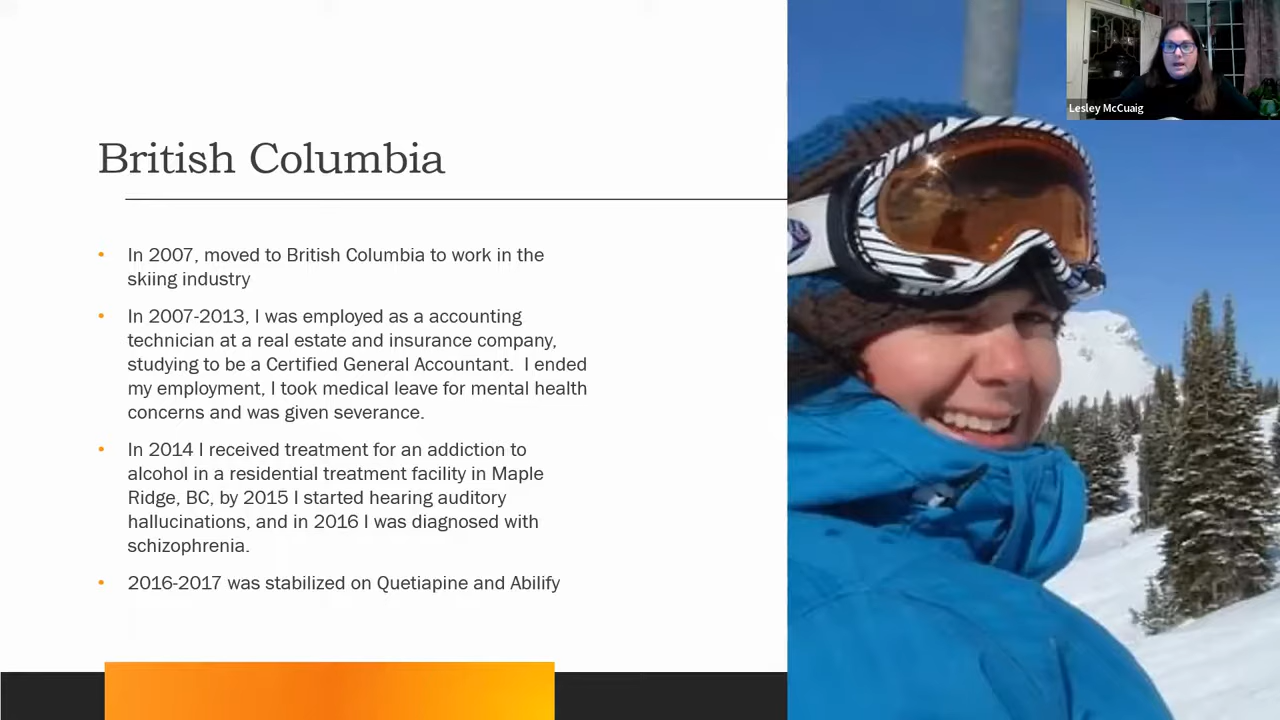 Lesley McCuaig
British Columbia
• In 2007, moved to British Columbia to work in the
skiing industry
• In 2007-2013, I was employed as a accounting
technician at a real estate and insurance company,
studying to be a Certified General Accountant.  I ended
my employment, I took medical leave for mental health
concerns and was given severance.
• In 2014 I received treatment for an addiction to
alcohol in a residential treatment facility in Maple
Ridge, BC, by 2015 I started hearing auditory
hallucinations, and in 2016 I was diagnosed with
schizophrenia.
• 2016-2017 was stabilized on Quetiapine and Abilify